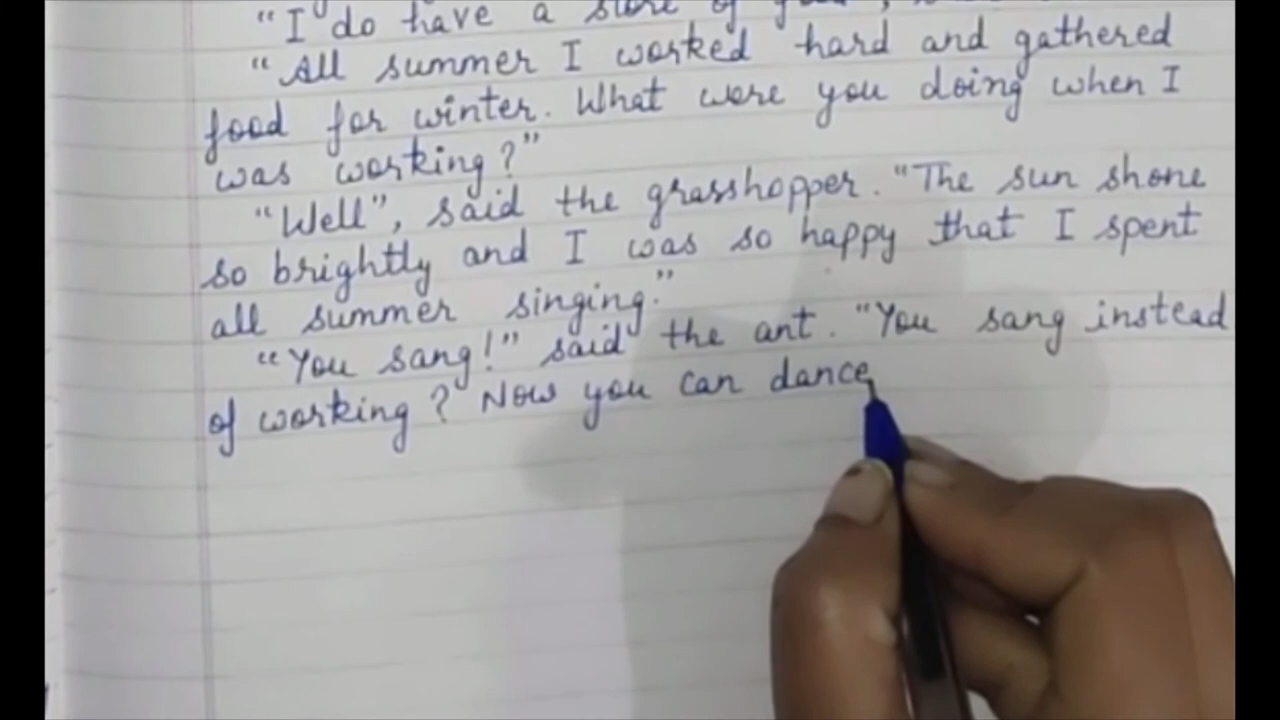 "I do have a store of
"All summer I worked hard and gathered
food for winter. What were you doing when I
was working?"
"Well", said the grasshopper. "The sun shone
so brightly and I was so happy that I spent
all summer singing."
"You sang!" said the ant. "You sang instead
of working? Now you can dance